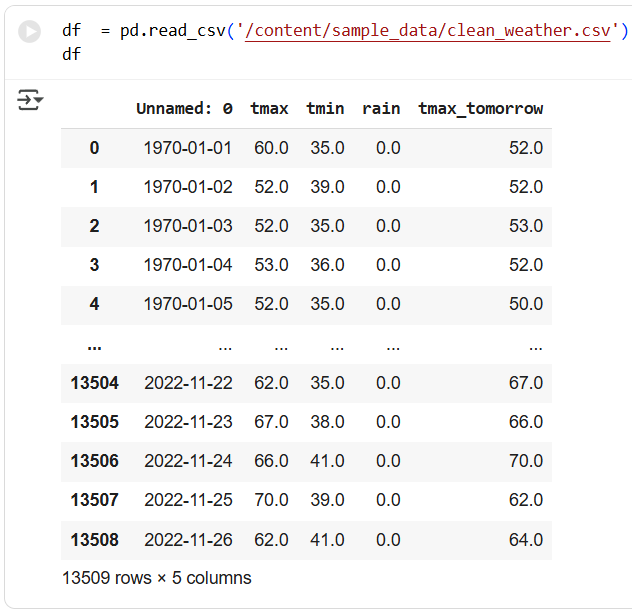 df  = pd.read_csv('/content/sample_data/clean_weather.csv')
df
Unnamed: 0 tmax tmin rain tmax_tomorrow
0 1970-01-01 60.0 35.0 0.0 52.0
1 1970-01-02 52.0 39.0 0.0 52.0
2 1970-01-03 52.0 35.0 0.0 53.0
3 1970-01-04 53.0 36.0 0.0 52.0
4 1970-01-05 52.0 35.0 0.0 50.0
... ... ... ... ... ...
13504 2022-11-22 62.0 35.0 0.0 67.0
13505 2022-11-23 67.0 38.0 0.0 66.0
13506 2022-11-24 66.0 41.0 0.0 70.0
13507 2022-11-25 70.0 39.0 0.0 62.0
13508 2022-11-26 62.0 41.0 0.0 64.0
13509 rows × 5 columns